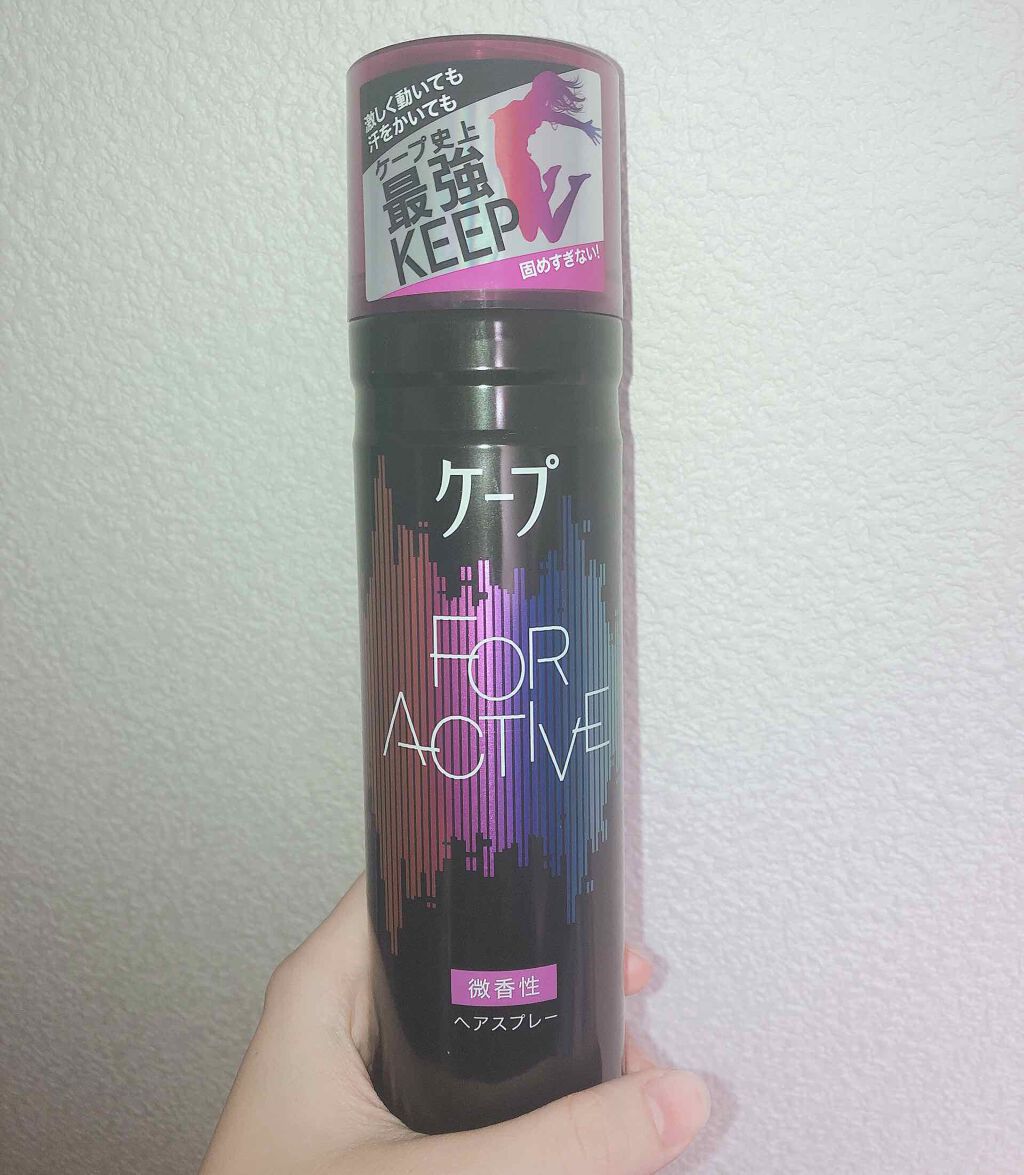 激しく動いても
汗をかいても
ケープ史上
最強
KEEP
固めすぎない!
ケープ
FOR
ACTIVE
微香性
ヘアスプレー